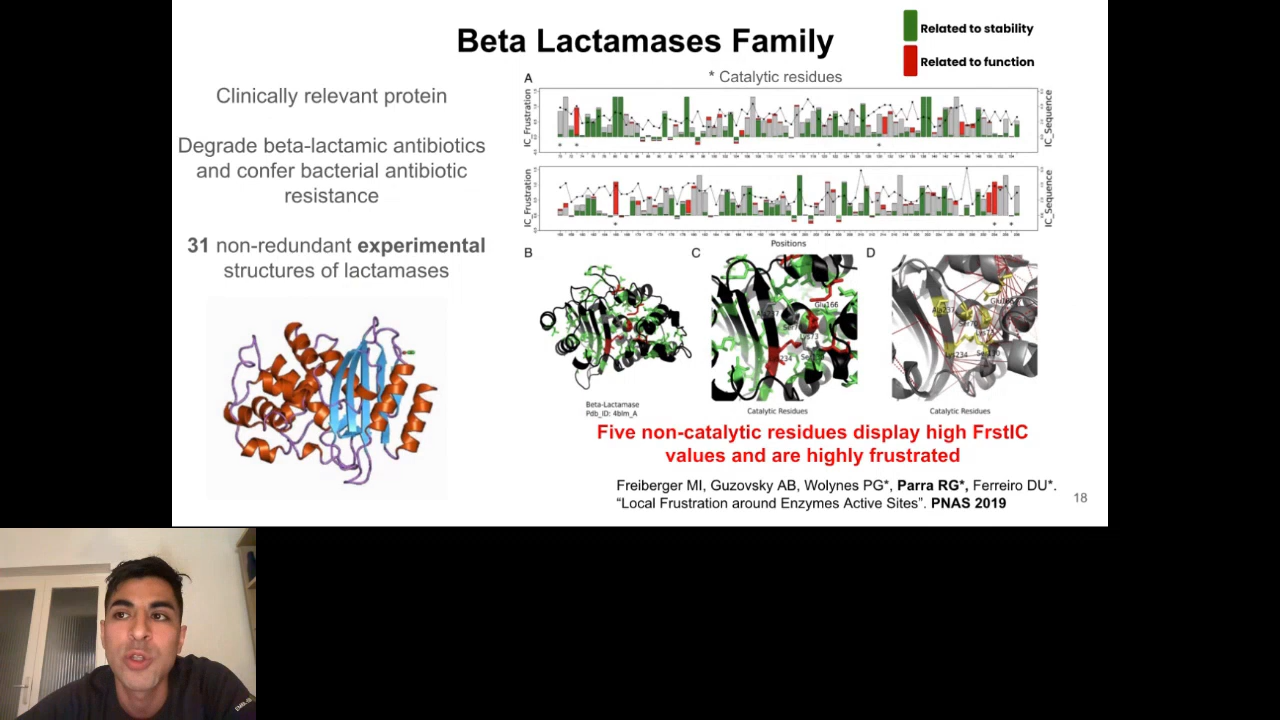 Beta Lactamases Family
Related to stability
Related to function
Clinically relevant protein
Degrade beta-lactamic antibiotics
and confer bacterial antibiotic
resistance
31 non-redundant experimental
structures of lactamases
* Catalytic residues
A
IC_Frustration
IC_Sequence
IC_Frustration
IC_Sequence
Positions
B
C
D
Glu166
Beta-Lactamase
Pdb_ID: 4blm_A
Catalytic Residues
Catalytic Residues
Five non-catalytic residues display high FrstIC
values and are highly frustrated
Freiberger MI, Guzovsky AB, Wolynes PG*, Parra RG*, Ferreiro DU*.
“Local Frustration around Enzymes Active Sites”. PNAS 2019
18